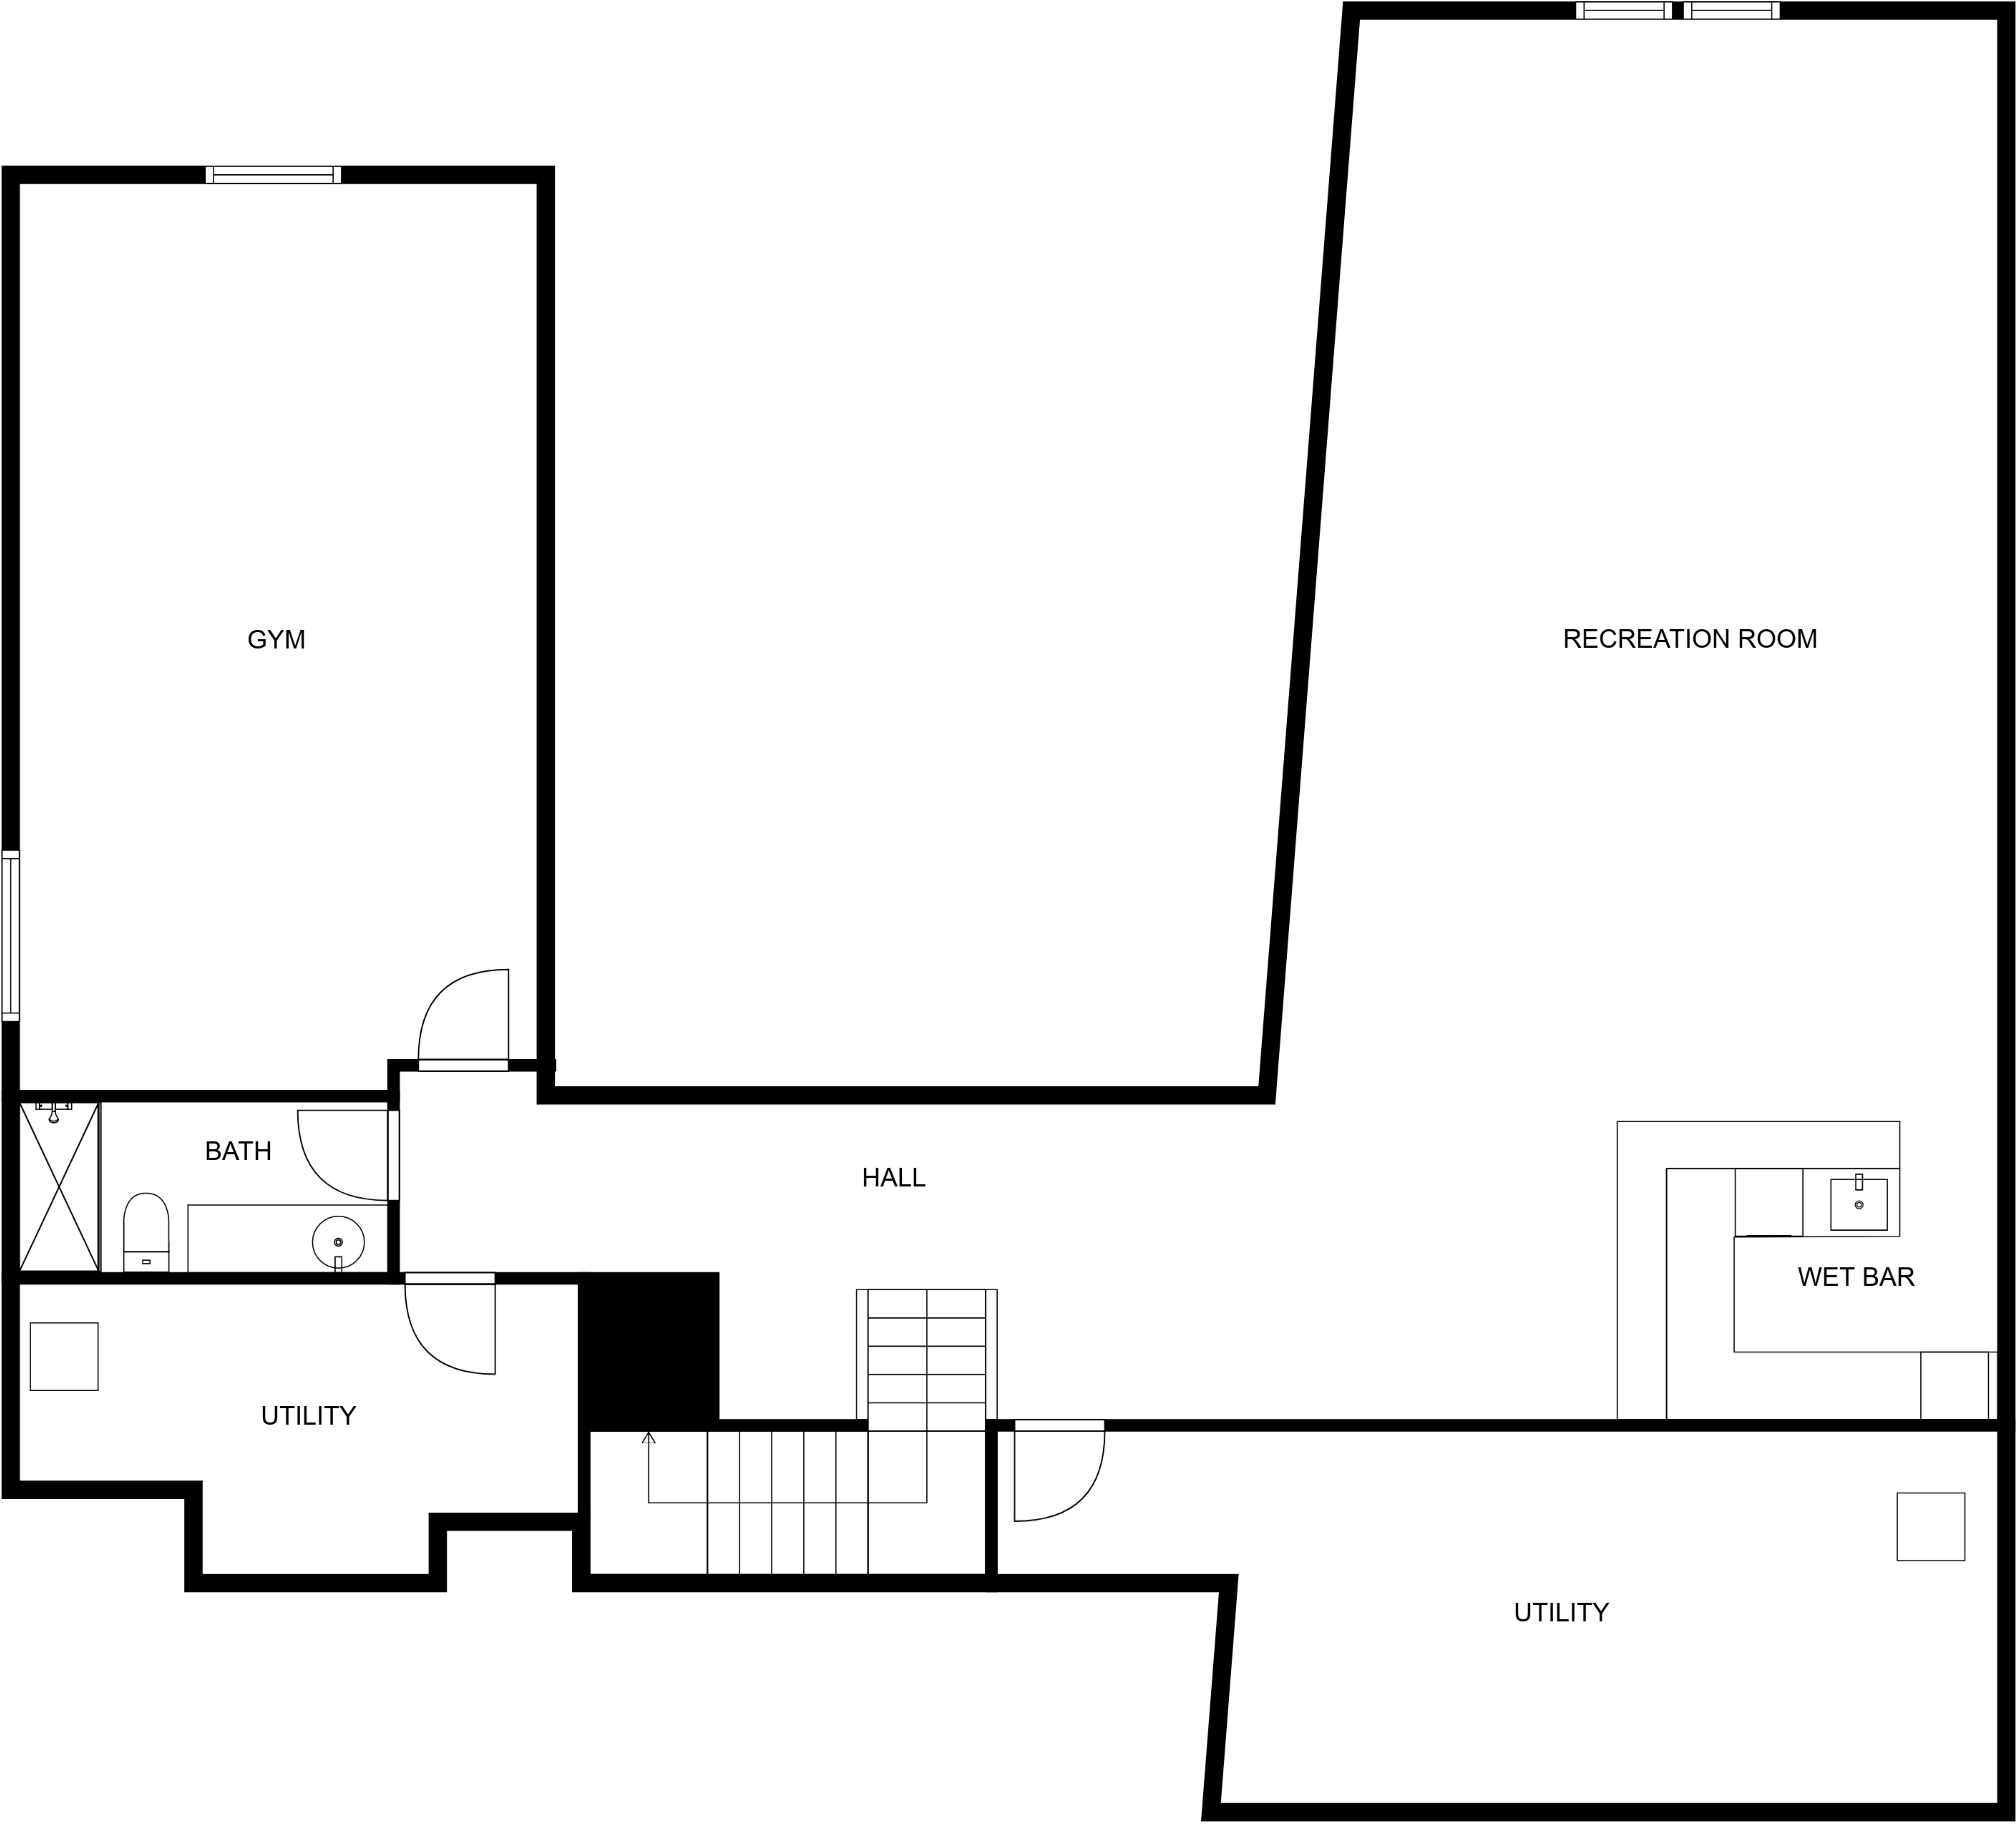 GYM
RECREATION ROOM
BATH
HALL
WET BAR
UTILITY
UTILITY